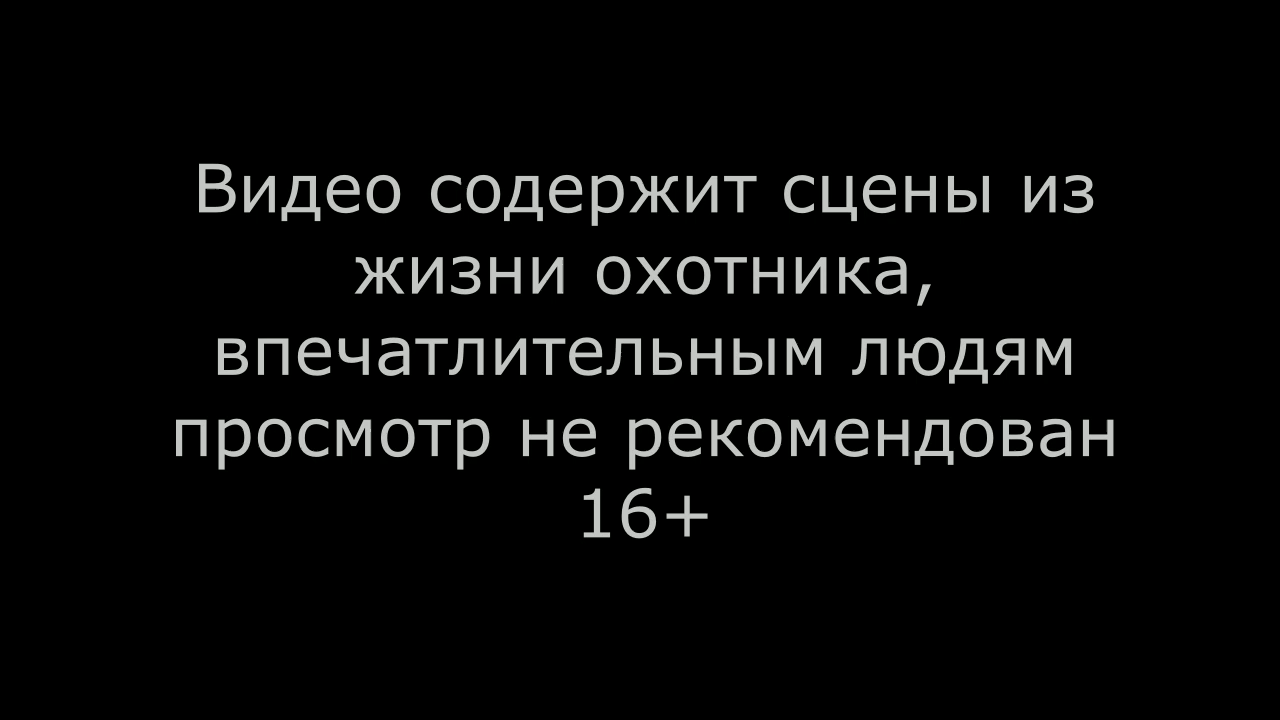 Видео содержит сцены из
жизни охотника,
впечатлительным людям
просмотр не рекомендован
16+